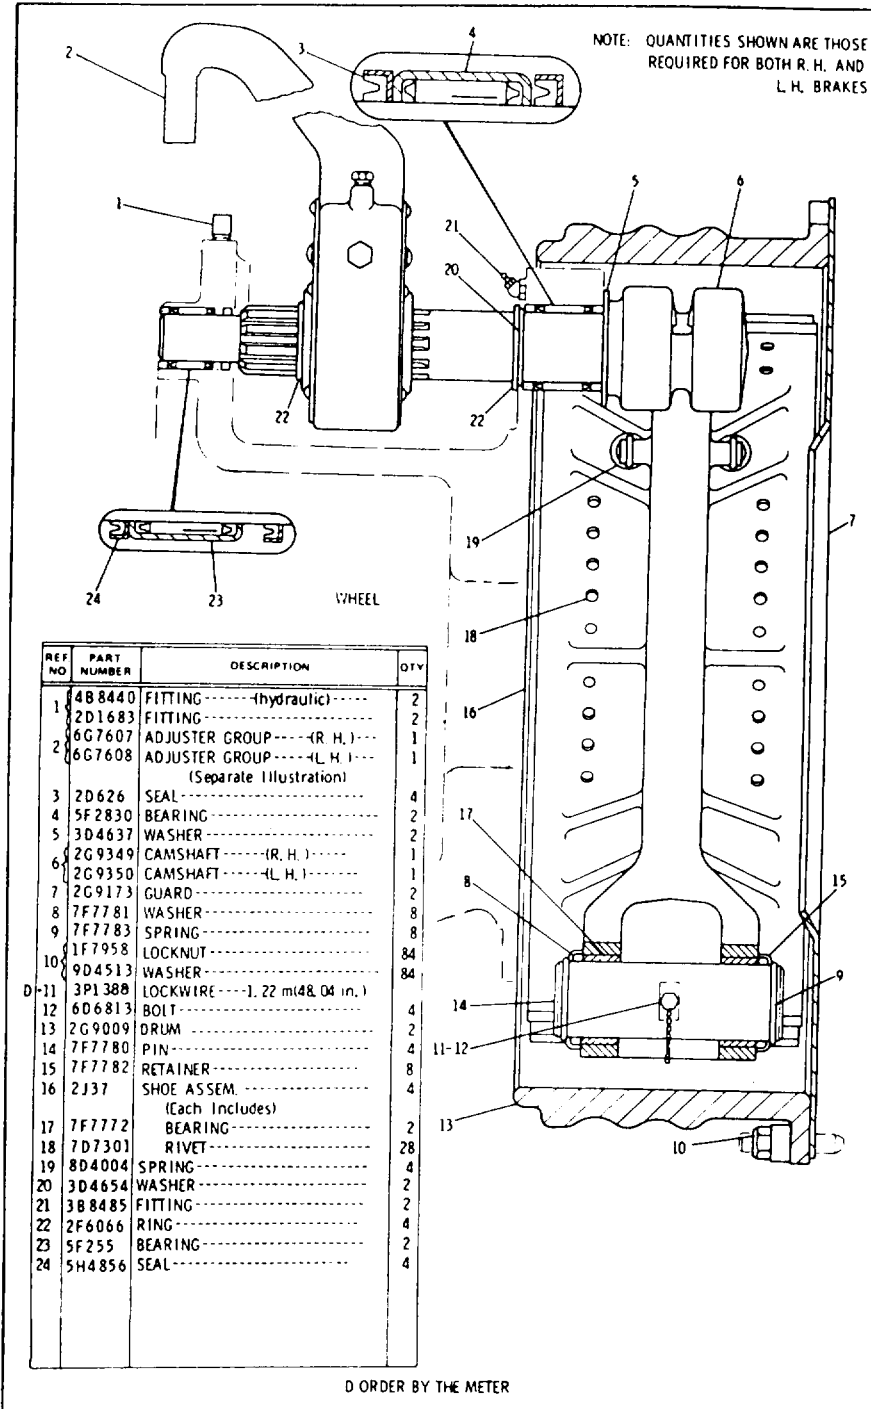 NOTE: QUANTITIES SHOWN ARE THOSE
REQUIRED FOR BOTH R.H. AND
L.H. BRAKES
2
3
4
1
5
6
21
20
22
22
19
7
24
23
WHEEL
18
16
17
8
15
14
11-12
9
13
10
REF NO PART NUMBER DESCRIPTION QTY
1 4B8440 FITTING------(hydraulic)----- 2
2D1683 FITTING--------------------- 2
2 6G7607 ADJUSTER GROUP-----(R. H.)--- 1
6G7608 ADJUSTER GROUP-----(L. H.)--- 1
(Separate Illustration)
3 2D626 SEAL----------------------- 4
4 5F2830 BEARING--------------------- 2
5 3D4637 WASHER--------------------- 2
6 2G9349 CAMSHAFT------(R. H.)----- 1
2G9350 CAMSHAFT------(L. H.)----- 1
7 2G9173 GUARD---------------------- 2
8 7F7781 WASHER--------------------- 8
9 7F7783 SPRING--------------------- 8
10 1F7958 LOCKNUT-------------------- 84
9D4513 WASHER--------------------- 84
D-11 3P1388 LOCKWIRE----1.22 m(48.04 in.)
12 6D6813 BOLT----------------------- 4
13 2G9009 DRUM----------------------- 2
14 7F7780 PIN------------------------ 4
15 7F7782 RETAINER------------------- 8
16 2J37 SHOE ASSEM. ---------------- 4
(Each Includes)
17 7F7772 BEARING----------------- 2
18 7D7301 RIVET------------------- 28
19 8D4004 SPRING--------------------- 4
20 3D4654 WASHER--------------------- 2
21 3B8485 FITTING-------------------- 2
22 2F6066 RING----------------------- 4
23 5F255 BEARING-------------------- 2
24 5H4856 SEAL---------------------- 4
D ORDER BY THE METER